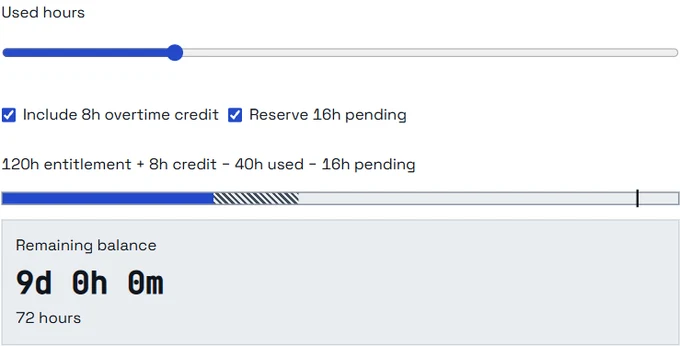 Used hours
Include 8h overtime credit Reserve 16h pending
120h entitlement + 8h credit − 40h used − 16h pending
Remaining balance
9d 0h 0m
72 hours